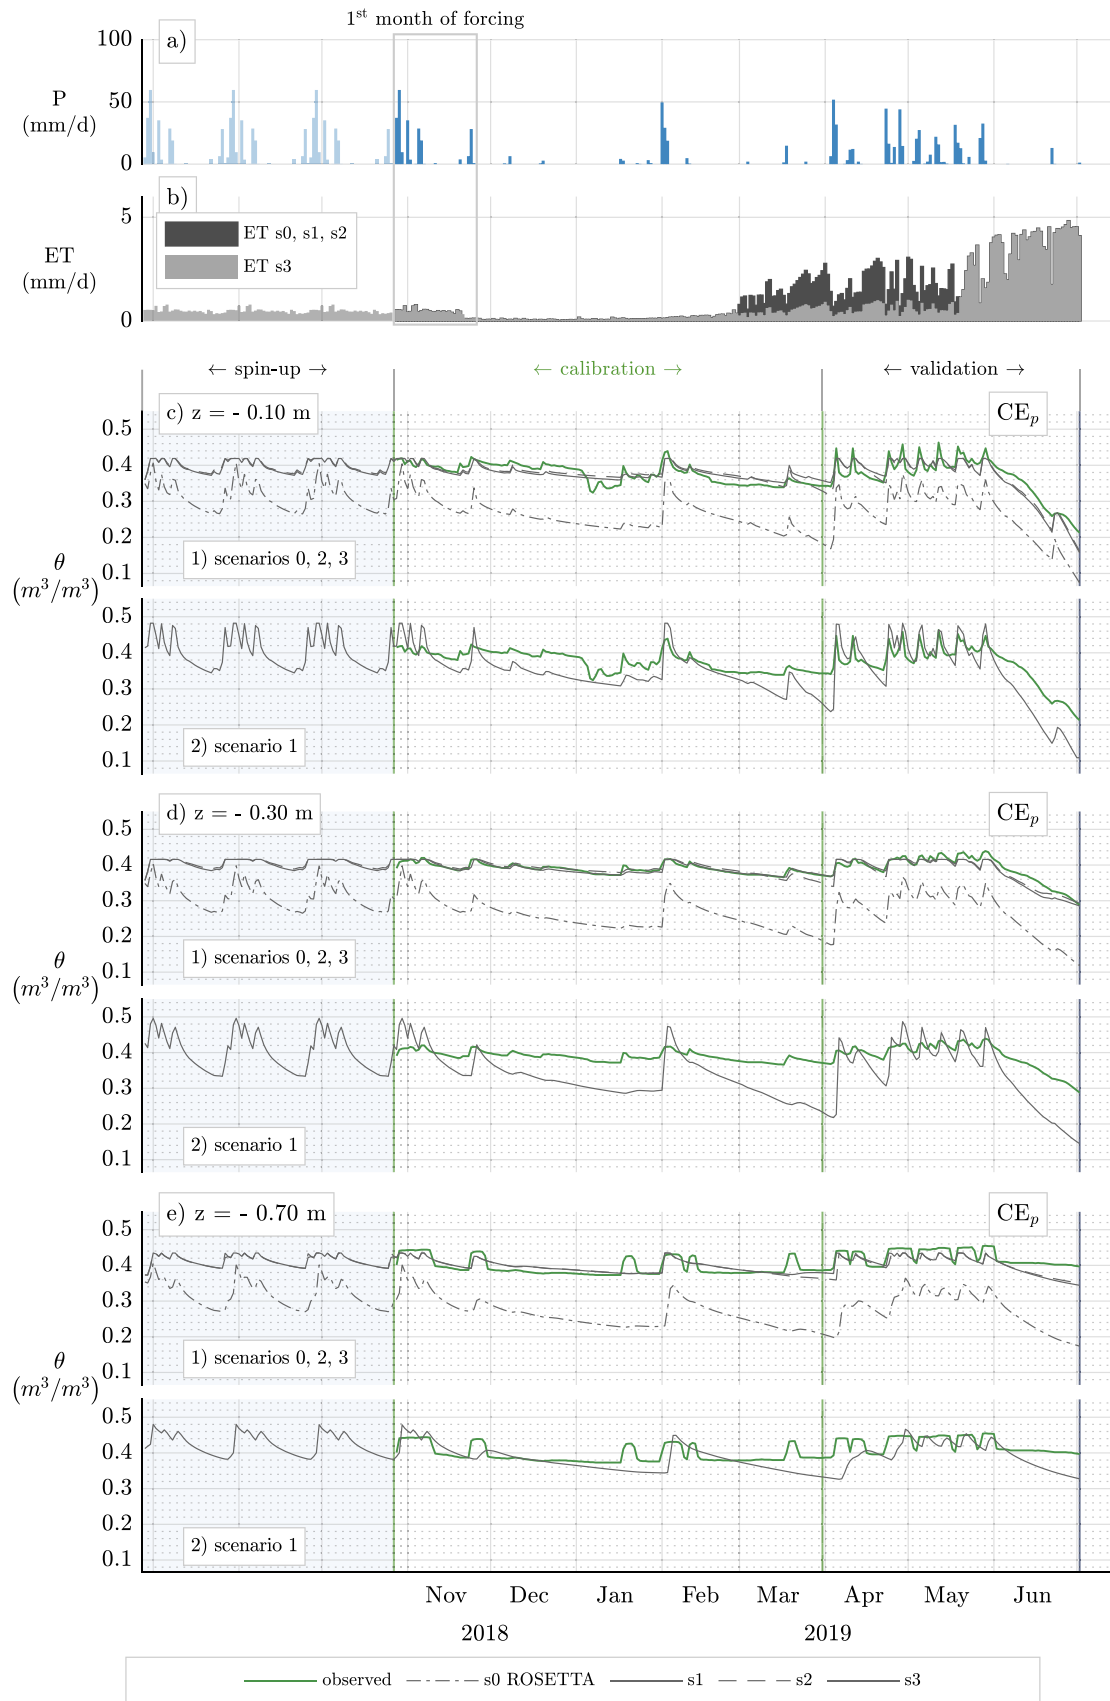 1st month of forcing
100
a)
P
(mm/d)
50
0
b)
5
ET s0, s1, s2
ET
(mm/d)
ET s3
0
← spin-up →
← calibration →
← validation →
c) z = - 0.10 m
CEp
0.5
0.4
0.3
0.2
0.1
1) scenarios 0, 2, 3
θ
(m³/m³)
0.5
0.4
0.3
0.2
0.1
2) scenario 1
d) z = - 0.30 m
CEp
0.5
0.4
0.3
0.2
0.1
1) scenarios 0, 2, 3
θ
(m³/m³)
0.5
0.4
0.3
0.2
0.1
2) scenario 1
e) z = - 0.70 m
CEp
0.5
0.4
0.3
0.2
0.1
1) scenarios 0, 2, 3
θ
(m³/m³)
0.5
0.4
0.3
0.2
0.1
2) scenario 1
Nov Dec Jan Feb Mar Apr May Jun
2018 2019
observed s0 ROSETTA s1 s2 s3